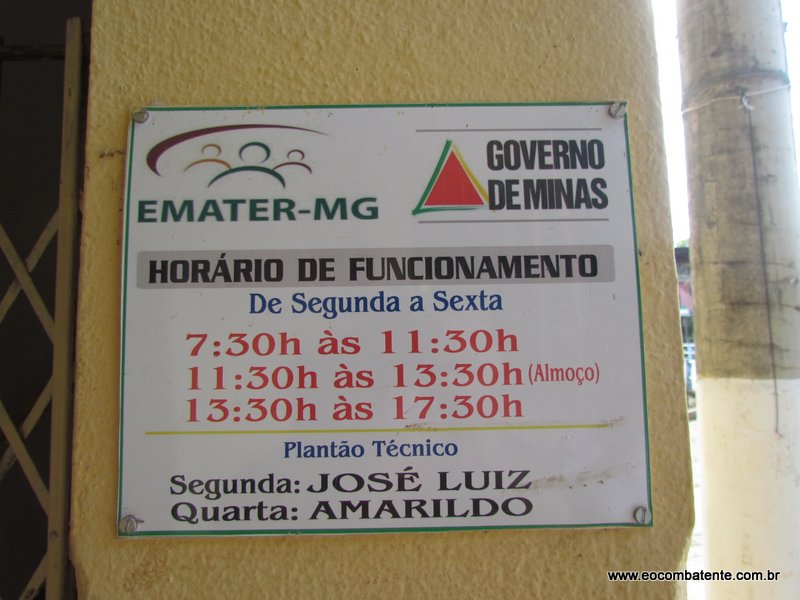 EMATER-MG
GOVERNO
DE MINAS
HORÁRIO DE FUNCIONAMENTO
De Segunda a Sexta
7:30h às 11:30h
11:30h às 13:30h (Almoço)
13:30h às 17:30h
Plantão Técnico
Segunda: JOSÉ LUIZ
Quarta: AMARILDO
www.eocombatente.com.br